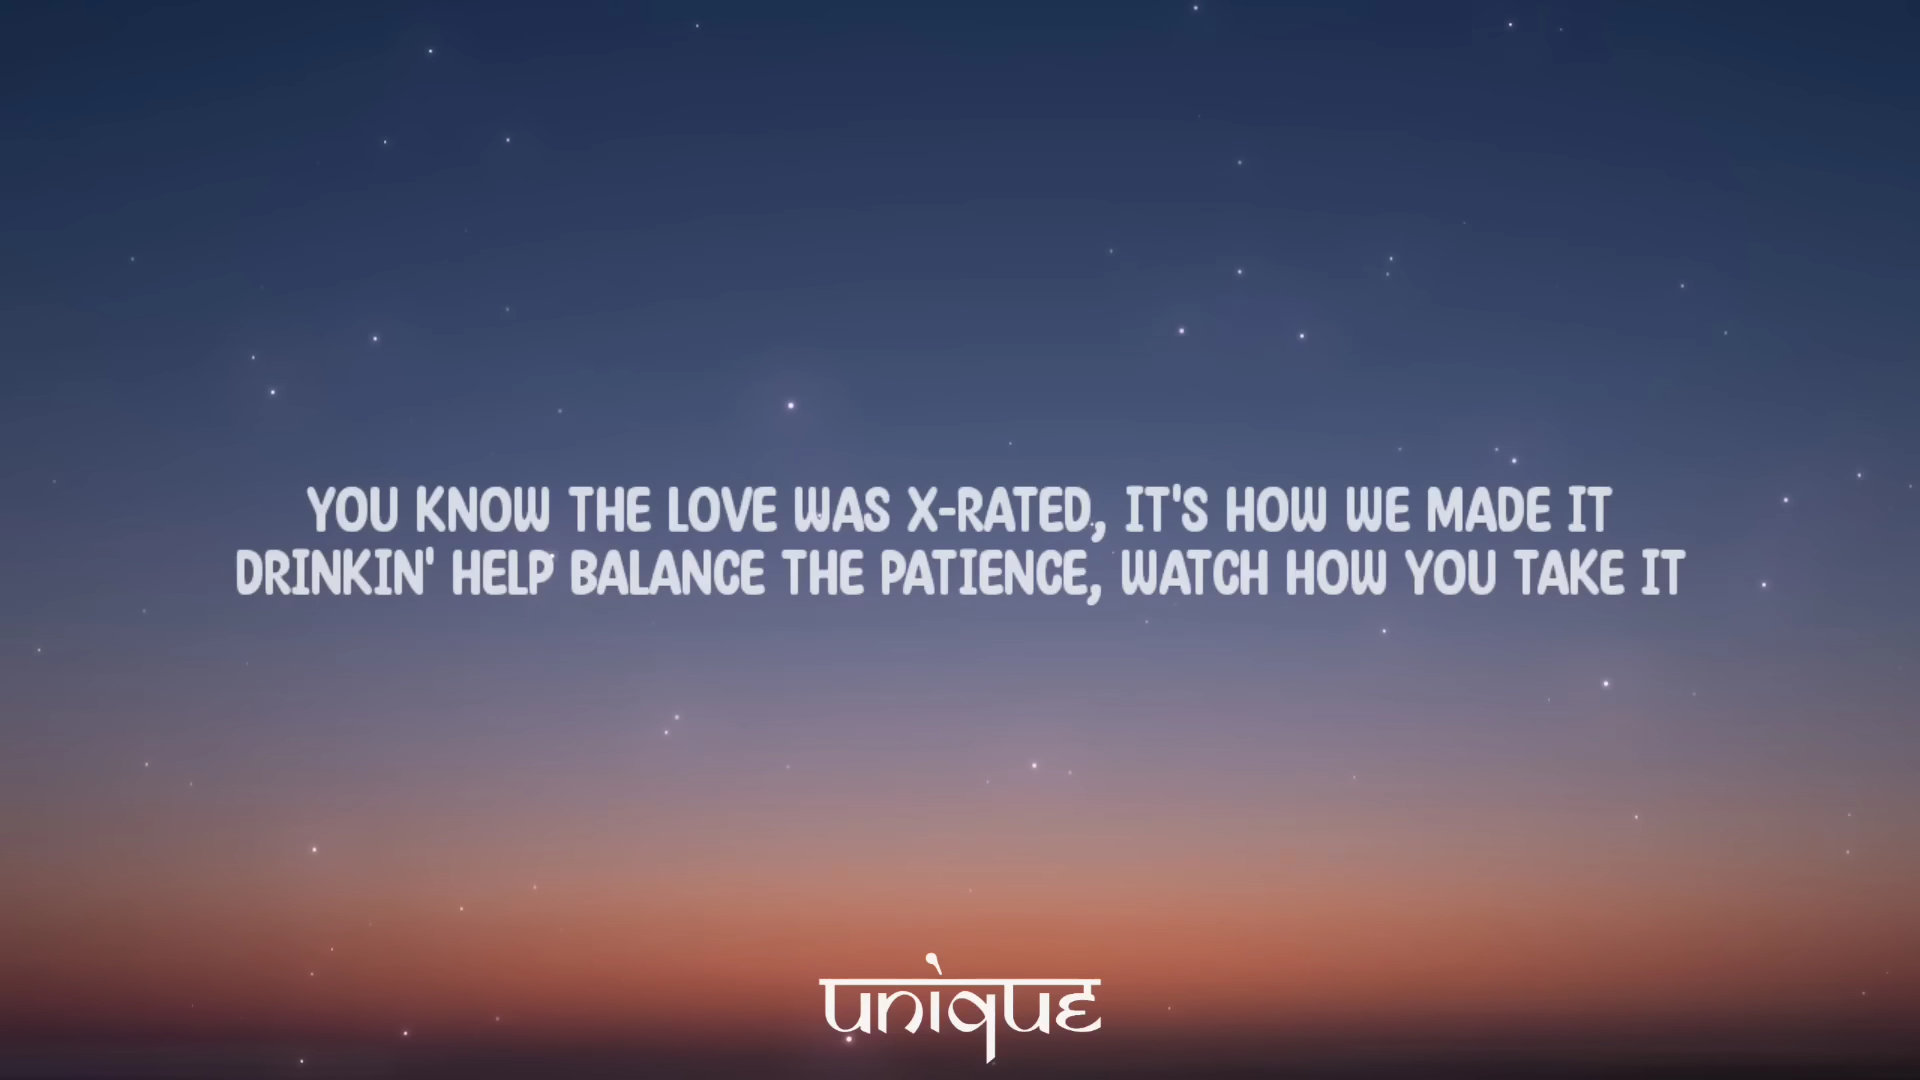 YOU KNOW THE LOVE WAS X-RATED, IT'S HOW WE MADE IT
DRINKIN' HELP BALANCE THE PATIENCE, WATCH HOW YOU TAKE IT
unique